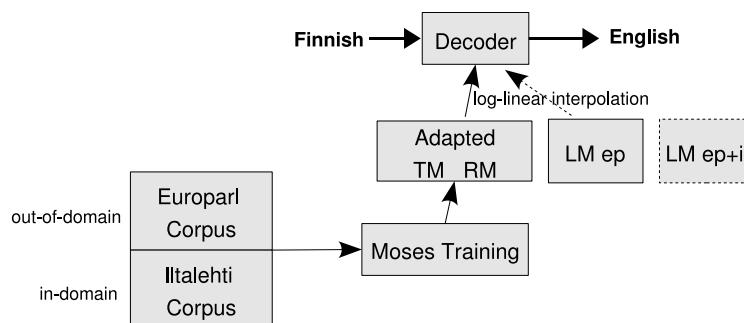 Finnish
Decoder
English
log-linear interpolation
Adapted
TM RM
LM ep
LM ep+i
out-of-domain
Europarl
Corpus
Moses Training
in-domain
Iltalehti
Corpus